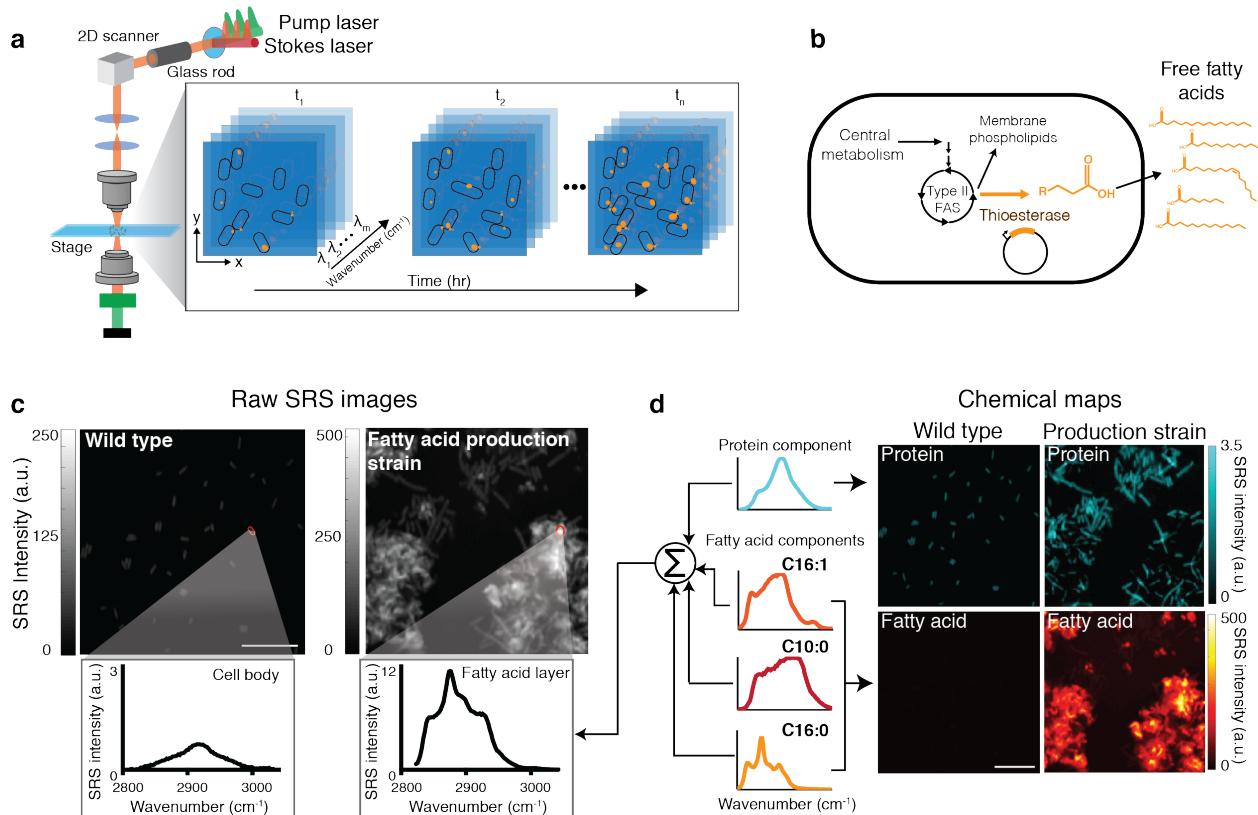 a
Pump laser
Stokes laser
2D scanner
Glass rod
Stage
t1
t2
tn
y
x
λ1 λ2 λm
Wavenumber (cm-1)
Time (hr)
b
Free fatty
acids
Central
metabolism
Membrane
phospholipids
Type II
FAS
R
O
OH
Thioesterase
c
Raw SRS images
250
125
0
SRS Intensity (a.u.)
Wild type
500
250
0
Fatty acid production
strain
3
0
SRS intensity (a.u.)
Cell body
2800
2900
3000
Wavenumber (cm-1)
12
0
SRS intensity (a.u.)
Fatty acid layer
2800
2900
3000
Wavenumber (cm-1)
d
Chemical maps
Protein component
Σ
Fatty acid components
C16:1
C10:0
C16:0
Wavenumber (cm-1)
Wild type
Production strain
Protein
Protein
3.5
0
SRS intensity (a.u.)
Fatty acid
Fatty acid
500
0
SRS intensity (a.u.)